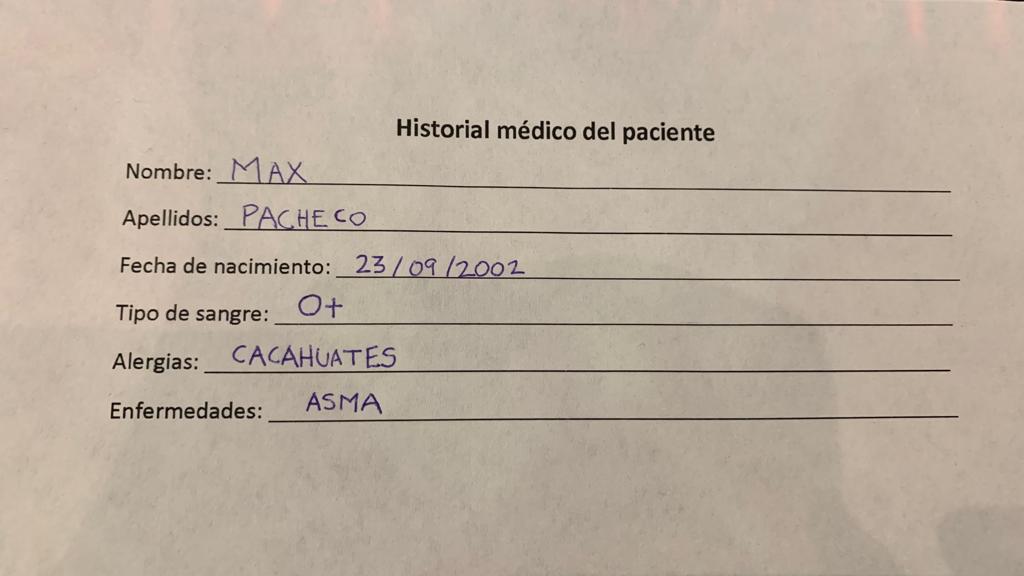 Historial médico del paciente
Nombre: MAX
Apellidos: PACHECO
Fecha de nacimiento: 23/09/2002
Tipo de sangre: O+
Alergias: CACAHUATES
Enfermedades: ASMA